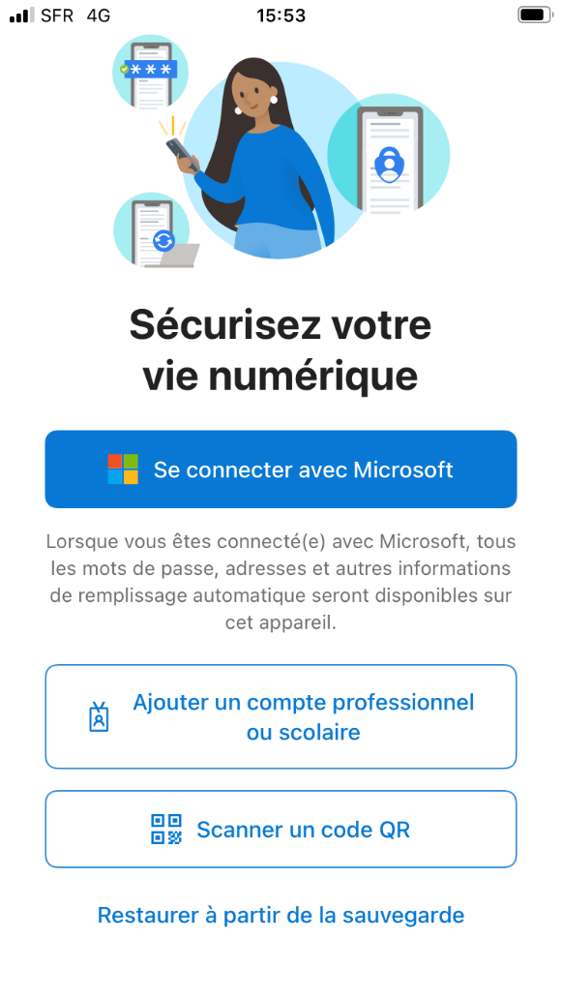 SFR 4G 15:53
***
Sécurisez votre
vie numérique
Se connecter avec Microsoft
Lorsque vous êtes connecté(e) avec Microsoft, tous
les mots de passe, adresses et autres informations
de remplissage automatique seront disponibles sur
cet appareil.
Ajouter un compte professionnel
ou scolaire
Scanner un code QR
Restaurer à partir de la sauvegarde